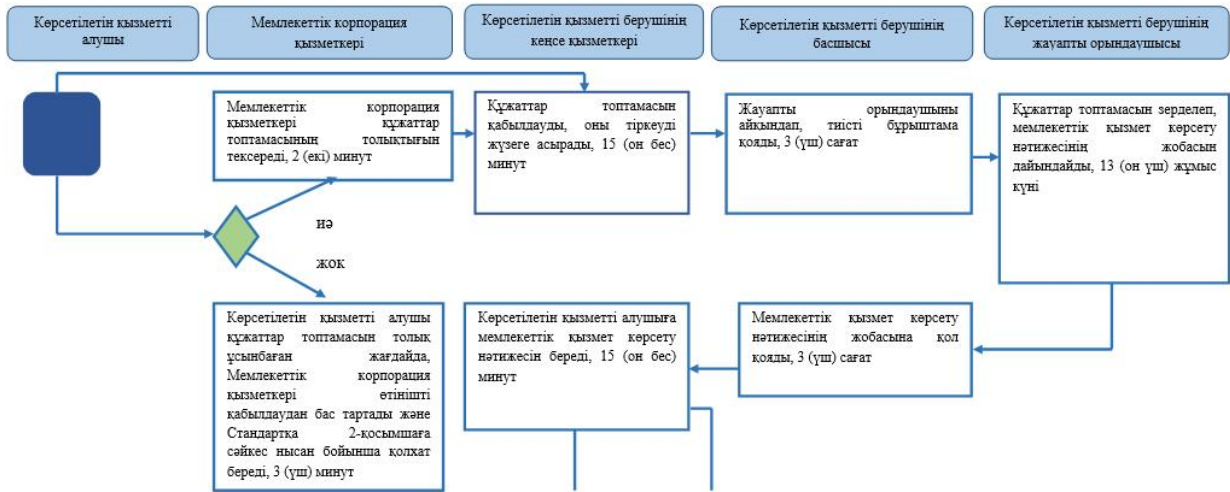 Көрсетілетін қызметті
алушы
Мемлекеттік корпорация
қызметкері
Көрсетілетін қызметті берушінің
кеңсе қызметкері
Көрсетілетін қызметті берушінің
басшысы
Көрсетілетін қызметті берушінің
жауапты орындаушысы
Мемлекеттік корпорация
қызметкері құжаттар
топтамасының толықтығын
тексереді, 2 (екі) минут
Құжаттар топтамасын
қабылдауды, оны тіркеуді
жүзеге асырады, 15 (он бес)
минут
Жауапты орындаушыны
айқындап, тиісті бұрыштама
қояды, 3 (үш) сағат
Құжаттар топтамасын зерделеп,
мемлекеттік қызмет көрсету
нәтижесінің жобасын
дайындайды, 13 (он үш) жұмыс
күні
иә
жок
Көрсетілетін қызметті алушы
құжаттар топтамасын толық
ұсынбаған жағдайда,
Мемлекеттік корпорация
қызметкері өтінішті
қабылдаудан бас тартады және
Стандартқа 2-қосымшаға
сәйкес нысан бойынша қолхат
береді, 3 (үш) минут
Көрсетілетін қызметті алушыға
мемлекеттік қызмет көрсету
нәтижесін береді, 15 (он бес)
минут
Мемлекеттік қызмет көрсету
нәтижесінің жобасына қол
қояды, 3 (үш) сағат